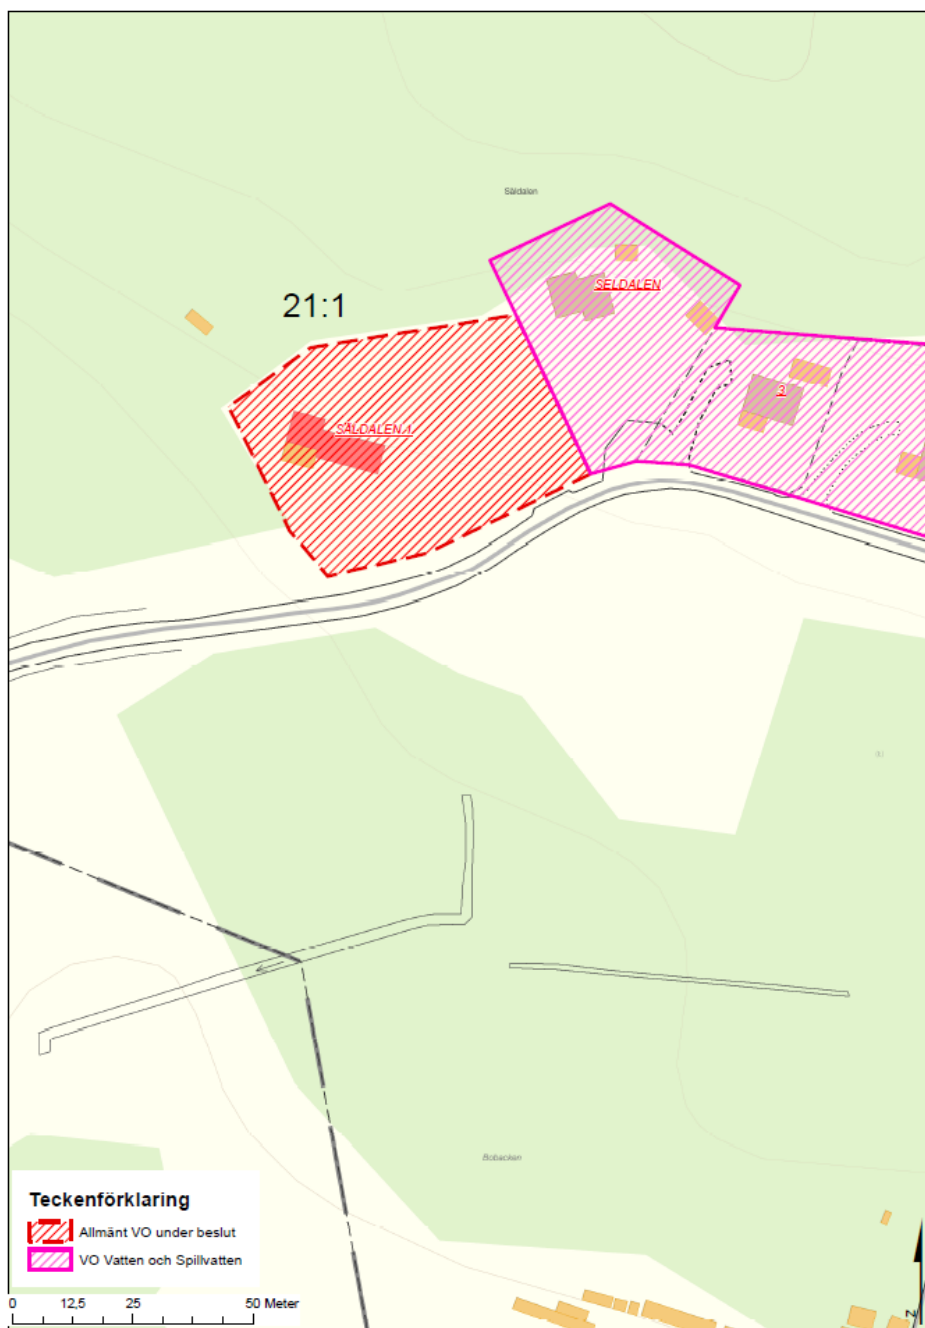 Säldalen
SELDALEN
21:1
3
SÄLDALEN 1
Bobacken
Teckenförklaring
Allmänt VO under beslut
VO Vatten och Spillvatten
0 12,5 25 50 Meter
N